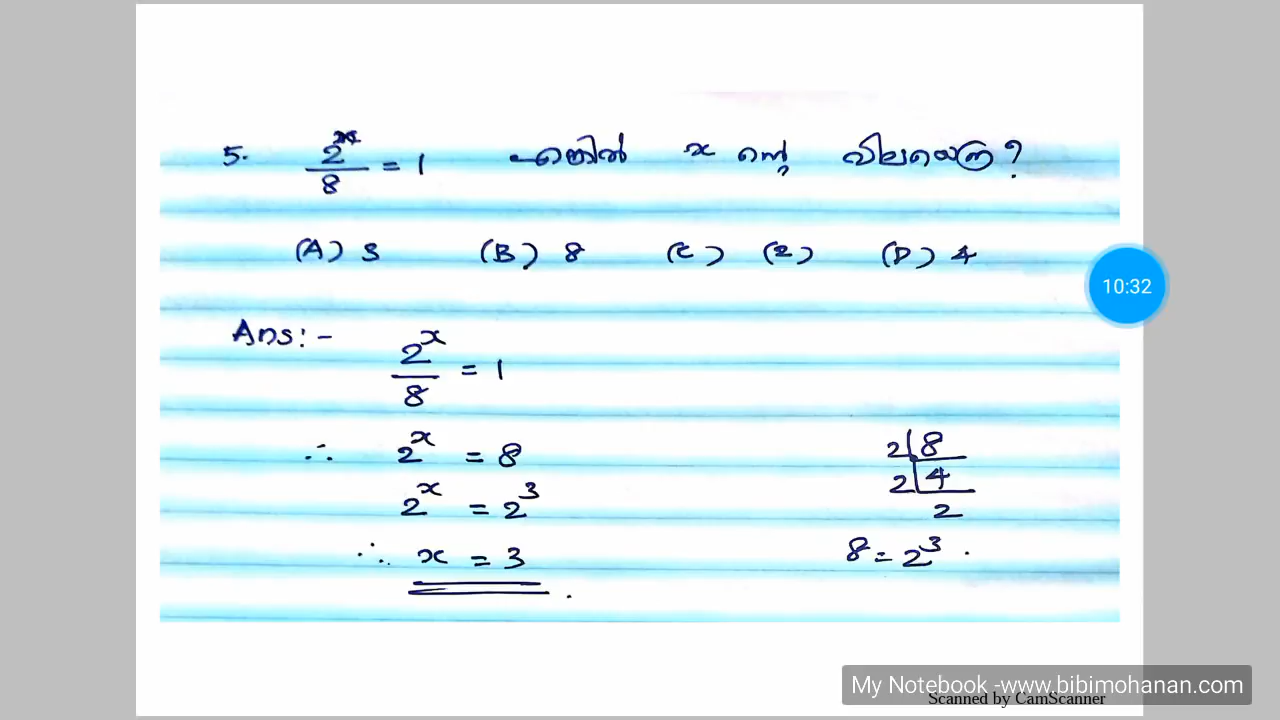 5. 2^x/8 = 1 എങ്കിൽ x ന്റെ വിലയെത്ര?
(A) 3 (B) 8 (C) (2) (D) 4
Ans:-
2^x/8 = 1
∴ 2^x = 8
2^x = 2^3
∴ x = 3.
2|8
2|4
2
8 = 2^3.
10:32
My Notebook -www.bibimohanan.com
Scanned by CamScanner